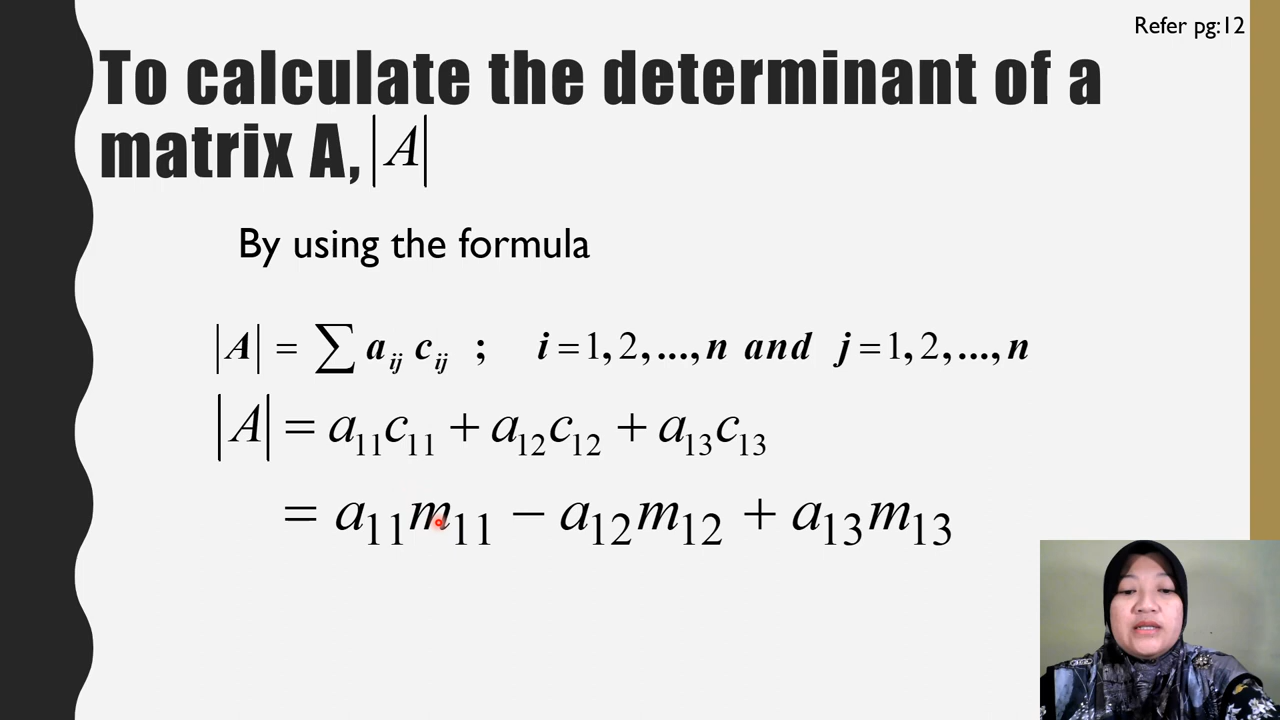 Refer pg:12
To calculate the determinant of a
matrix A, |A|
By using the formula
|A| = ∑ a_ij c_ij ; i = 1, 2, ..., n and j = 1, 2, ..., n
|A| = a₁₁c₁₁ + a₁₂c₁₂ + a₁₃c₁₃
= a₁₁m₁₁ − a₁₂m₁₂ + a₁₃m₁₃